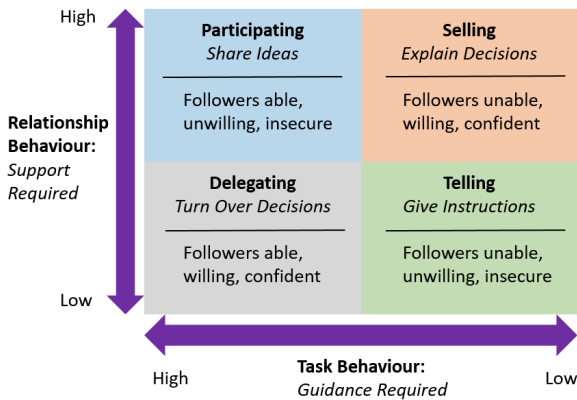 High
Relationship
Behaviour:
Support
Required
Low
Participating
Share Ideas
Followers able,
unwilling, insecure
Selling
Explain Decisions
Followers unable,
willing, confident
Delegating
Turn Over Decisions
Followers able,
willing, confident
Telling
Give Instructions
Followers unable,
unwilling, insecure
High
Task Behaviour:
Guidance Required
Low